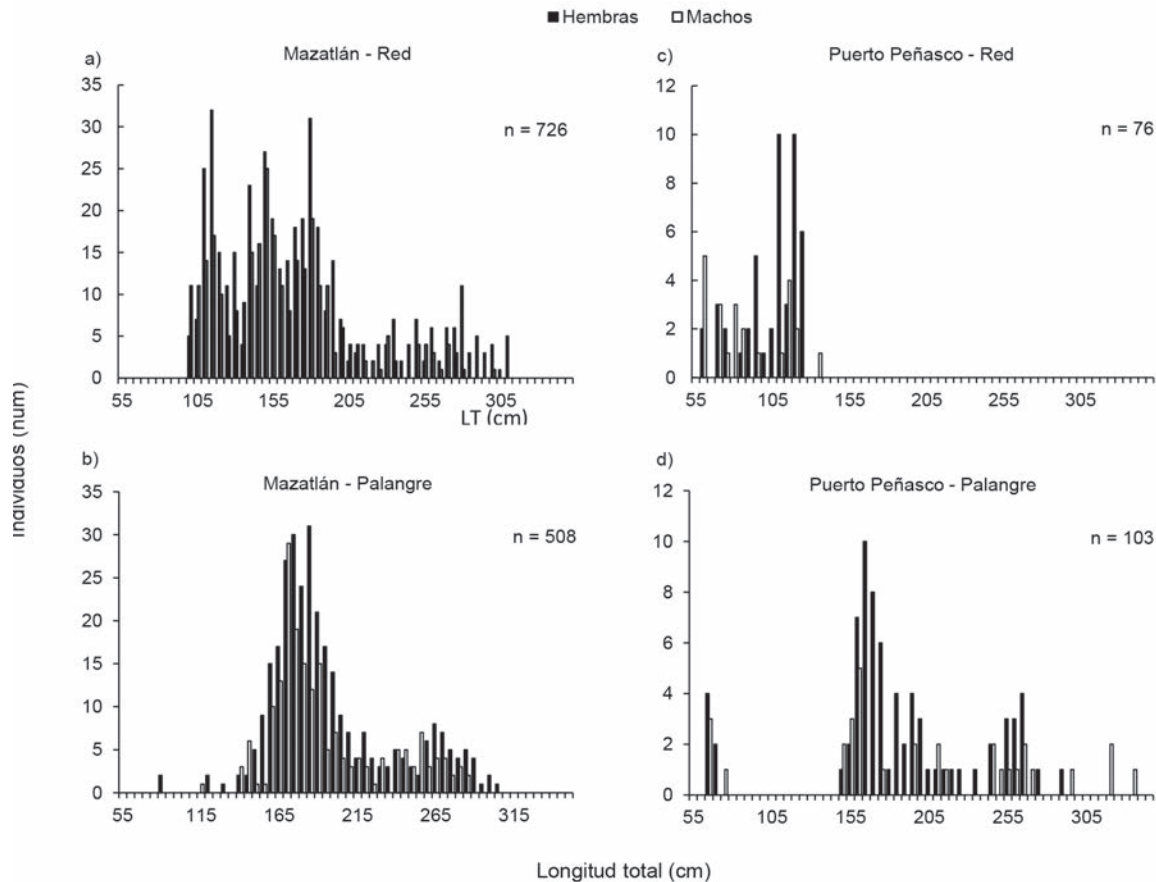 Hembras Machos
a)
Mazatlán - Red
n = 726
35
30
25
20
15
10
5
0
55 105 155 205 255 305
LT (cm)
c)
Puerto Peñasco - Red
n = 76
12
10
8
6
4
2
0
55 105 155 205 255 305
Individuos (num)
b)
Mazatlán - Palangre
n = 508
35
30
25
20
15
10
5
0
55 115 165 215 265 315
d)
Puerto Peñasco - Palangre
n = 103
12
10
8
6
4
2
0
55 105 155 205 255 305
Longitud total (cm)